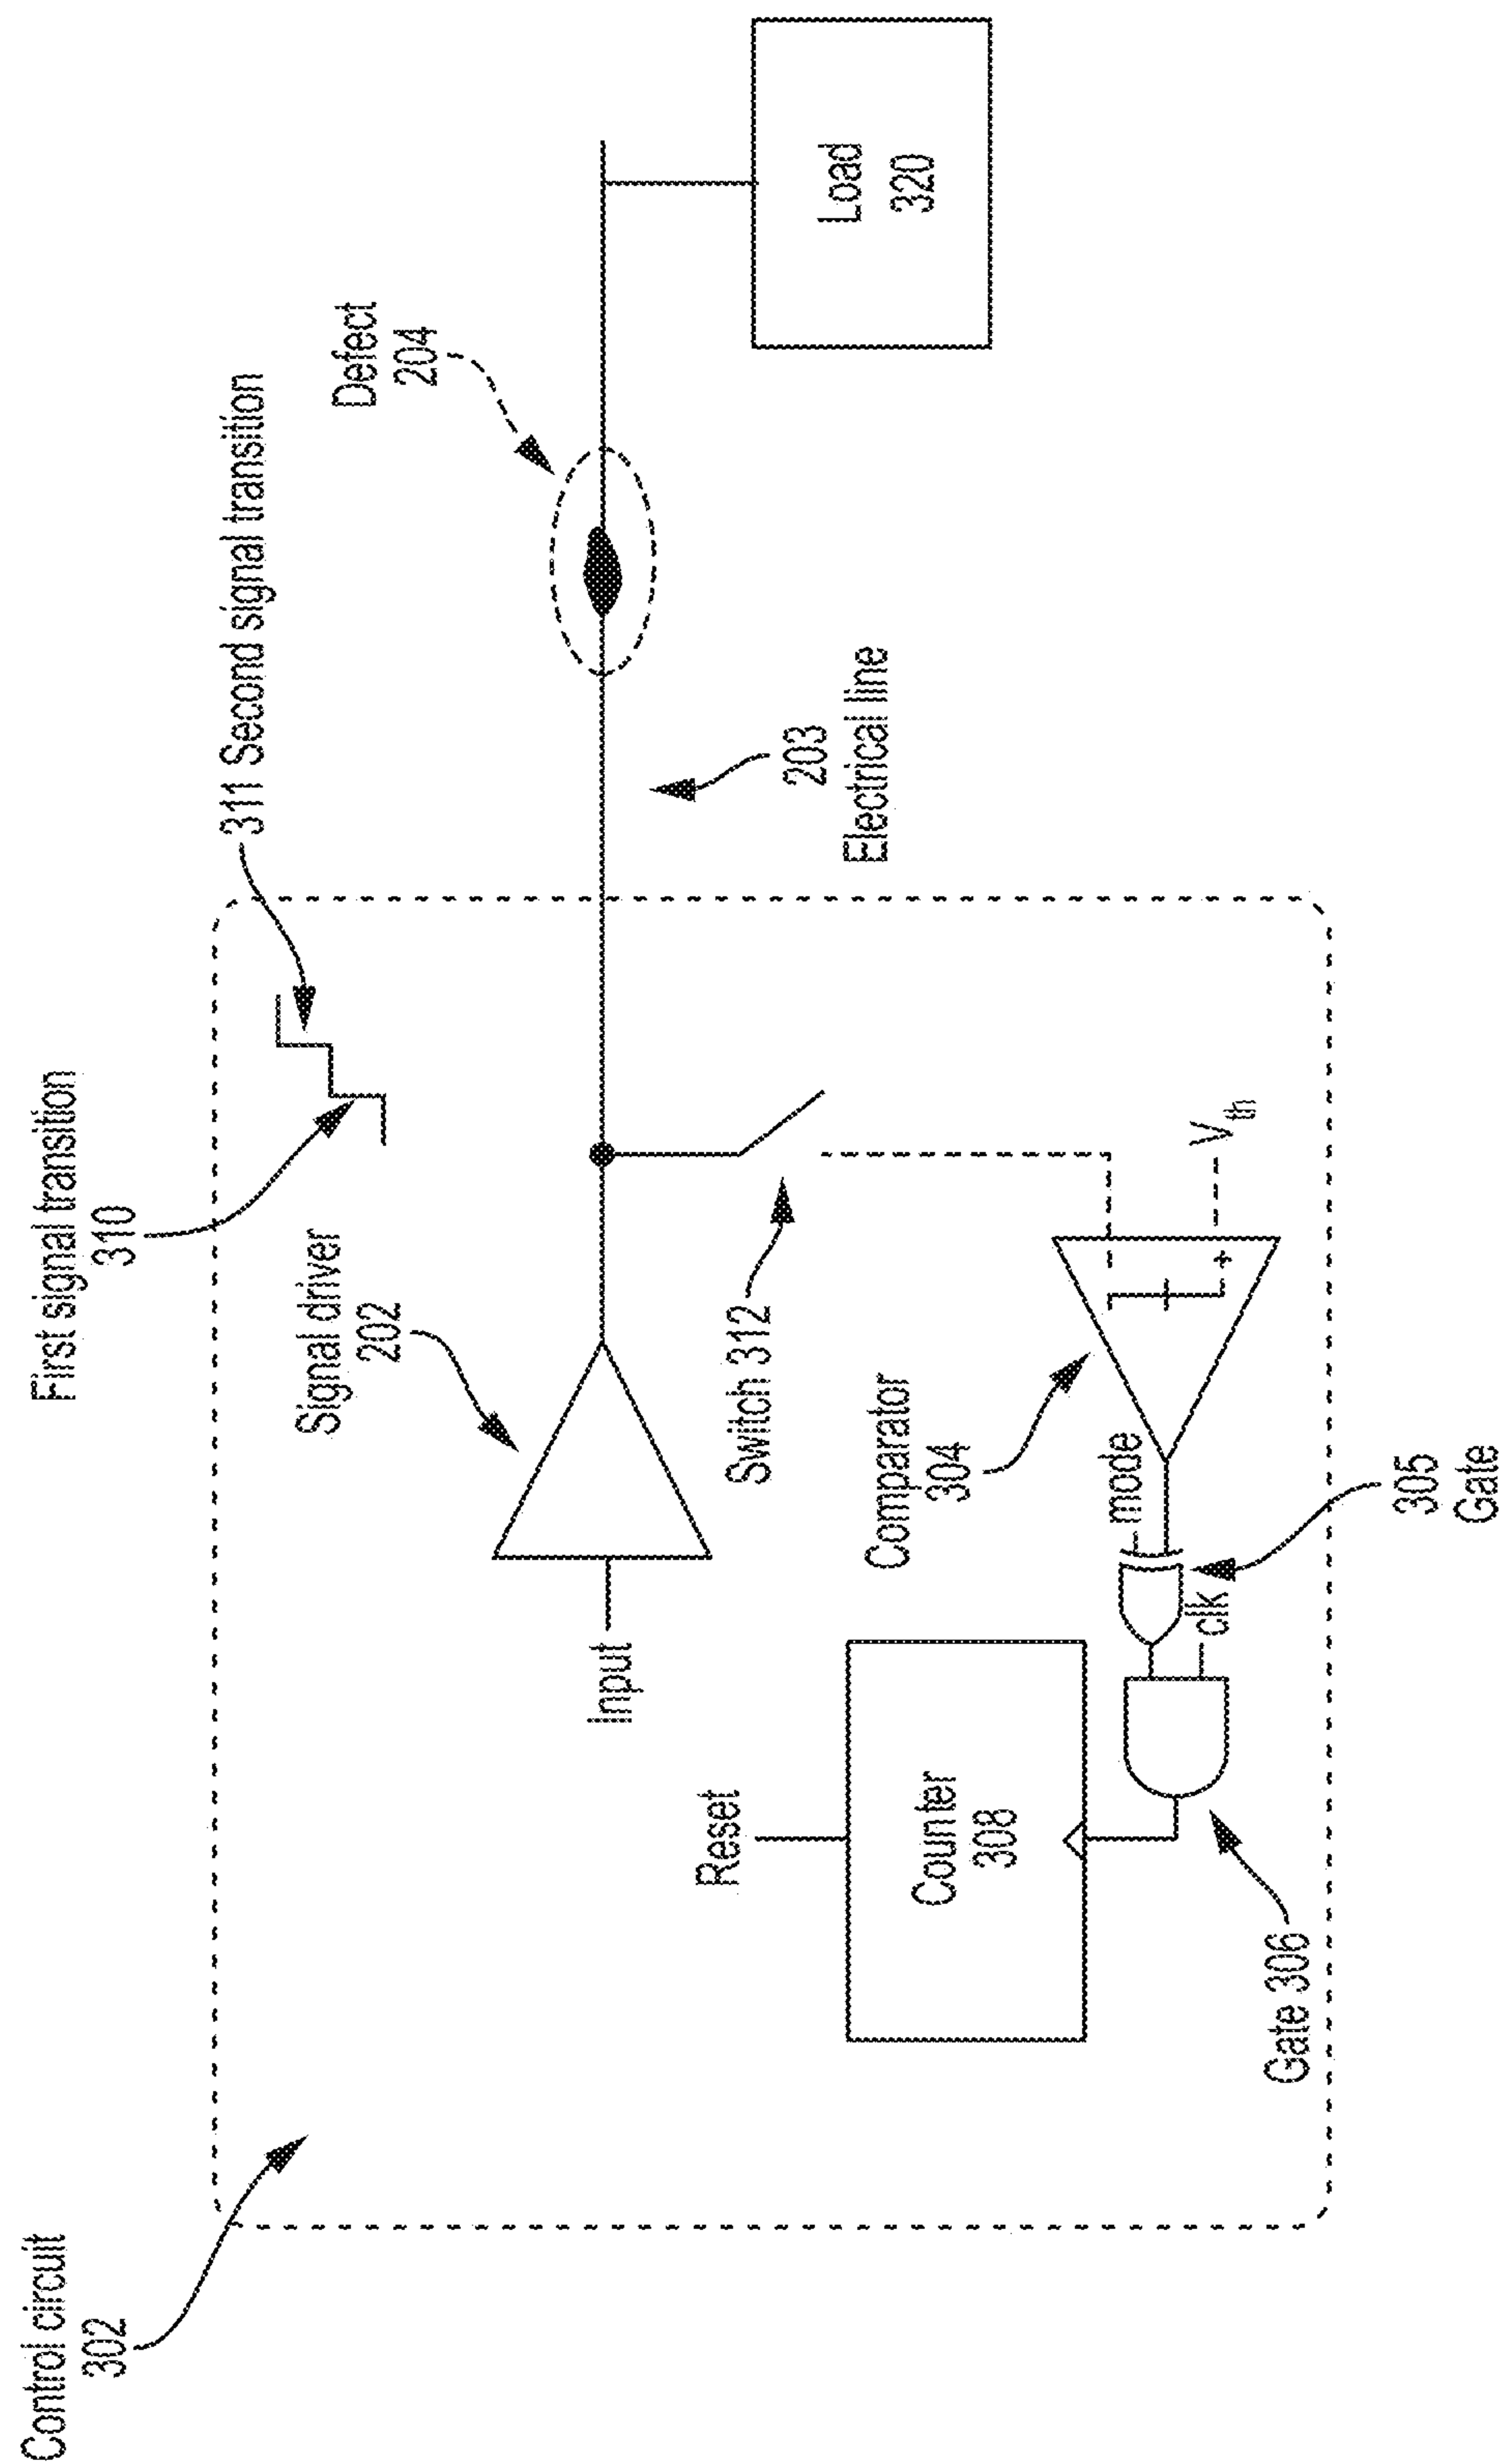 Control circuit
302
First signal transition
310
311 Second signal transition
Signal driver
202
Defect
204
Input
Reset
Switch 312
203
Electrical line
Load
320
Counter
308
Comparator
304
mode
clk
Vth
- +
Gate 306
305
Gate